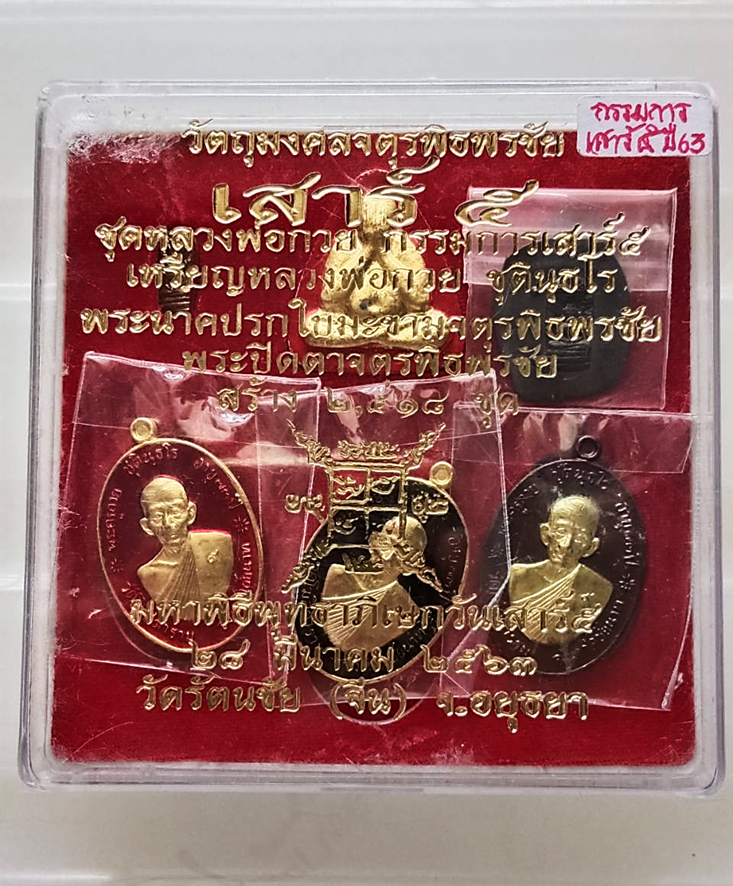 กรรมการ
เสาร์ ๕ ปี 63
วัตถุมงคลจตุรพิธพรชัย
เสาร์ ๕
ชุดหลวงพ่อกวย กรรมการเสาร์๕
เหรียญหลวงพ่อกวย ชุตินฺธโร
พระนาคปรกใบมะขามจตุรพิธพรชัย
พระปิดตาจตุรพิธพรชัย
สร้าง ๒,๕๑๘ ชุด
มหาพิธีพุทธาภิเษกวันเสาร์๕
๒๘ มีนาคม ๒๕๖๓
วัดรัตนชัย (จีน) จ.อยุธยา